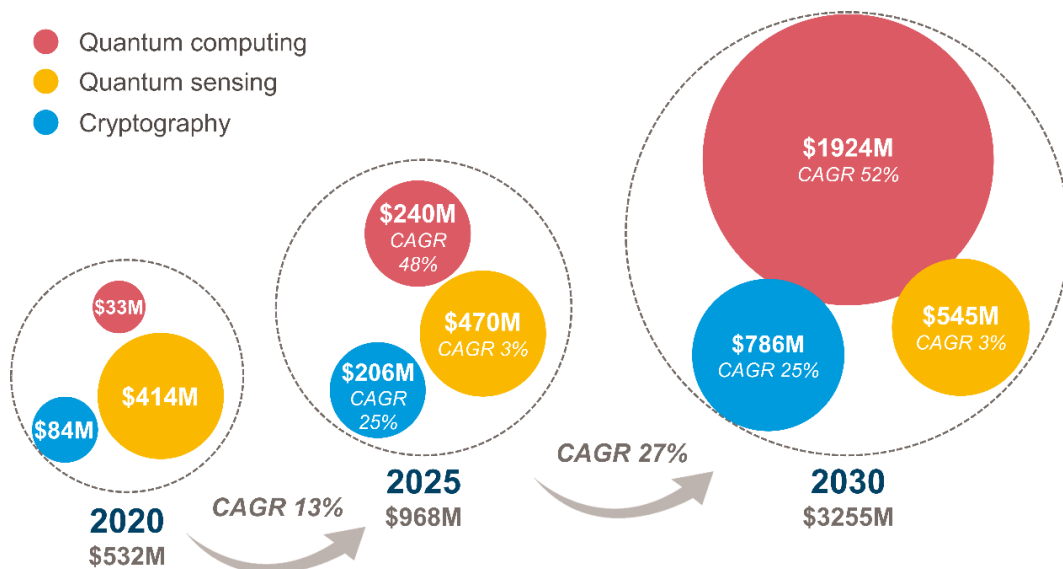 Quantum computing
Quantum sensing
Cryptography
$33M
$414M
$84M
2020
$532M
CAGR 13%
$240M
CAGR
48%
$470M
CAGR 3%
$206M
CAGR
25%
2025
$968M
CAGR 27%
$1924M
CAGR 52%
$786M
CAGR 25%
$545M
CAGR 3%
2030
$3255M